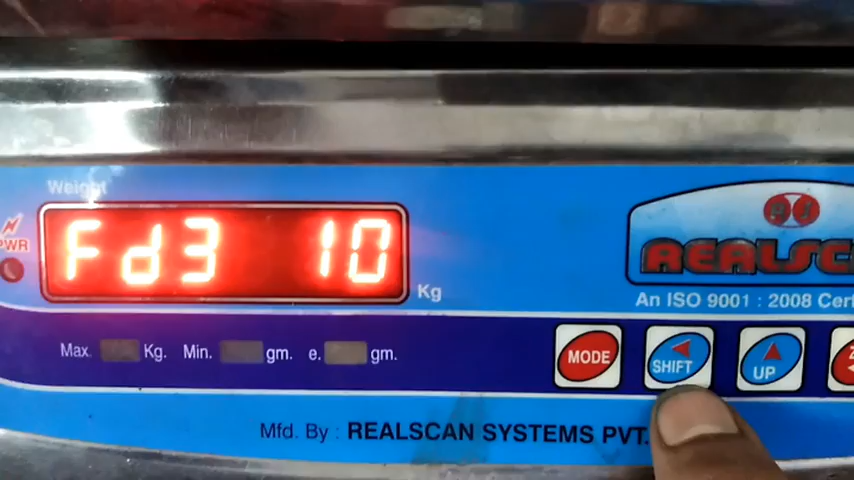 Weight
PWR
Fd3 10
Kg
REALSC
An ISO 9001 : 2008 Cer
Max. Kg. Min. gm. e. gm.
MODE
SHIFT
UP
Z
Mfd. By : REALSCAN SYSTEMS PVT.